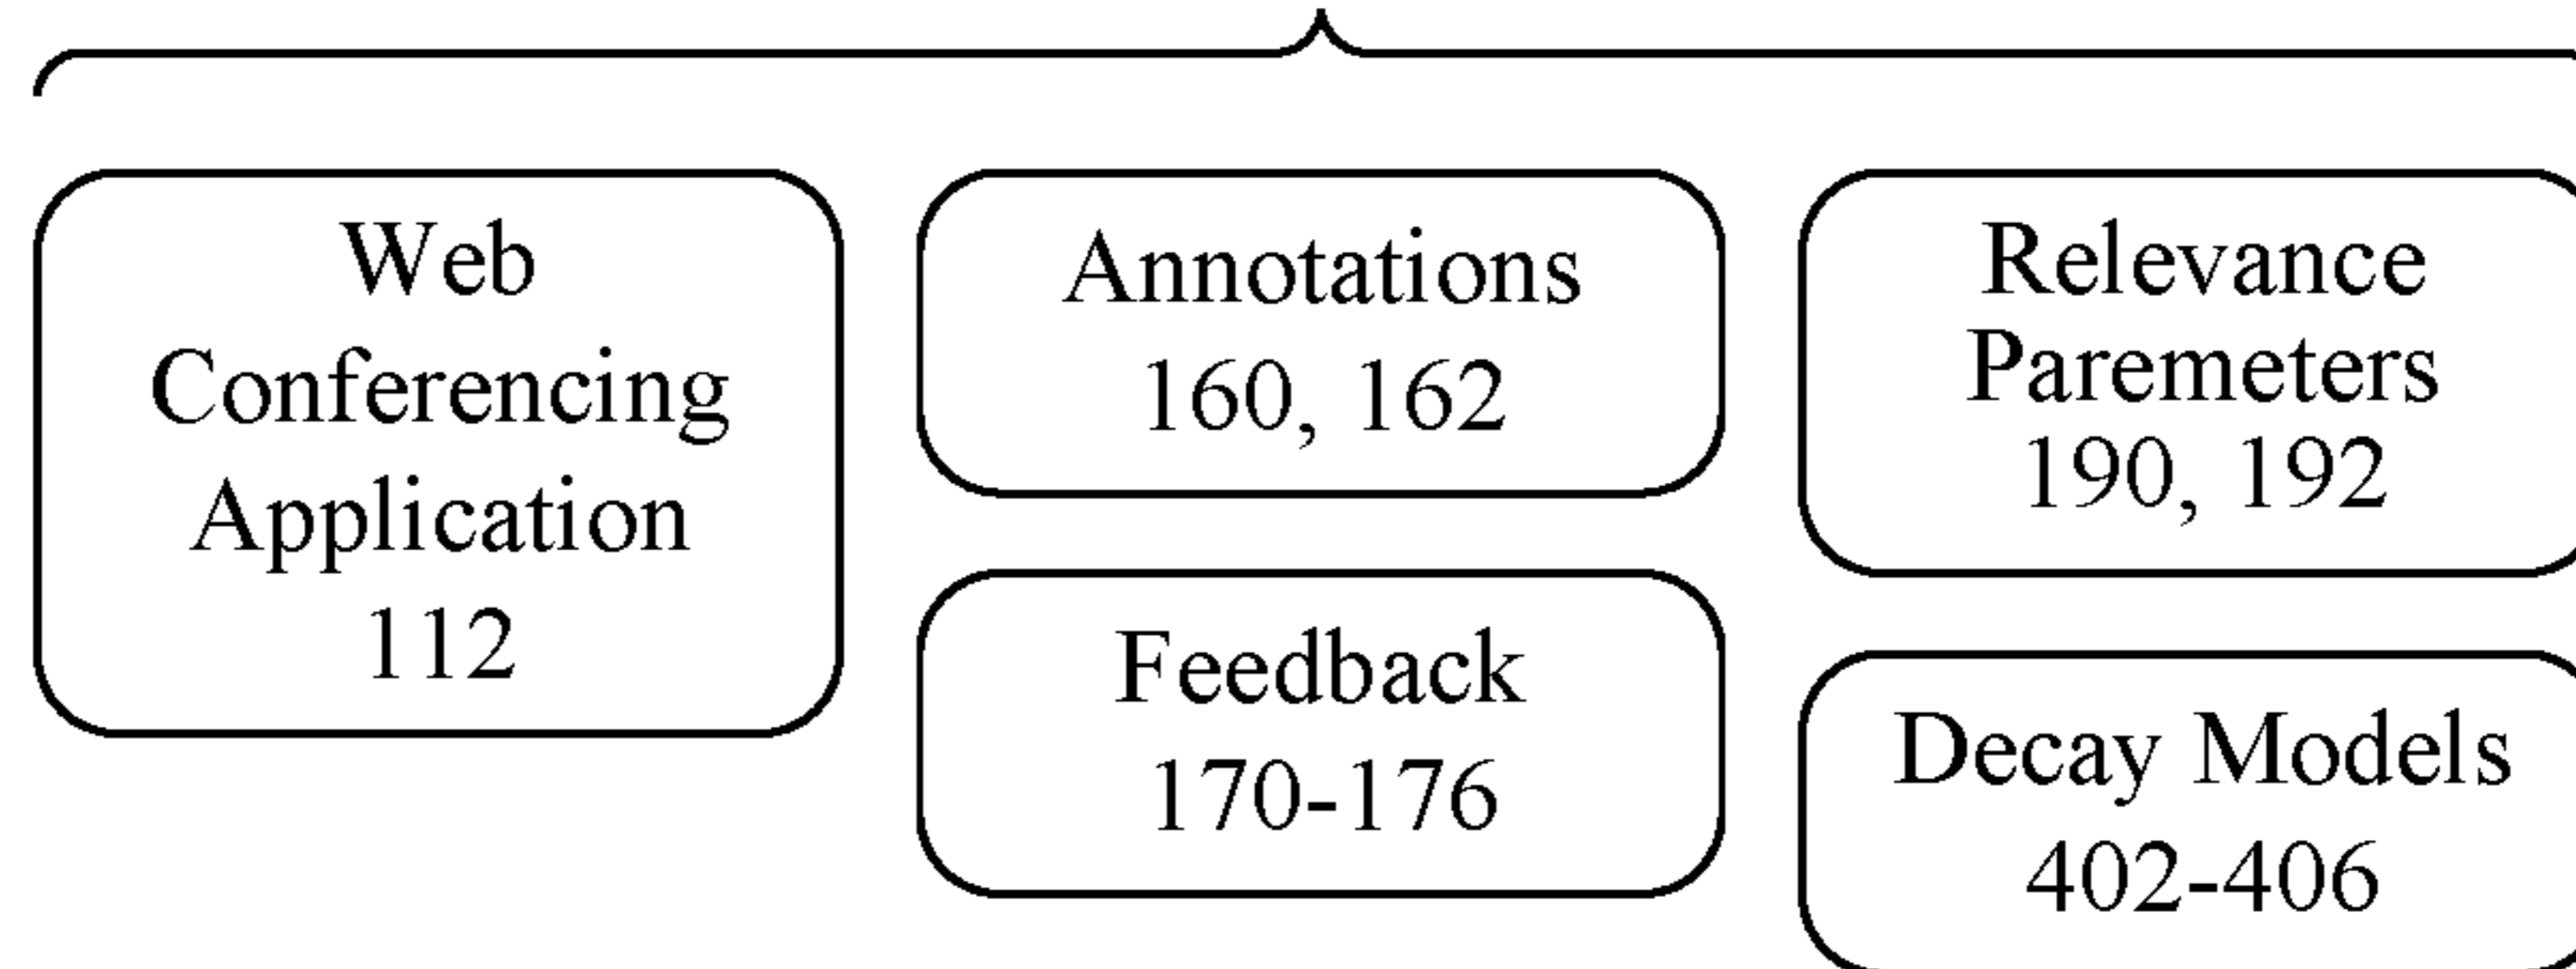 Web
Conferencing
Application
112
Annotations
160, 162
Feedback
170-176
Relevance
Paremeters
190, 192
Decay Models
402-406